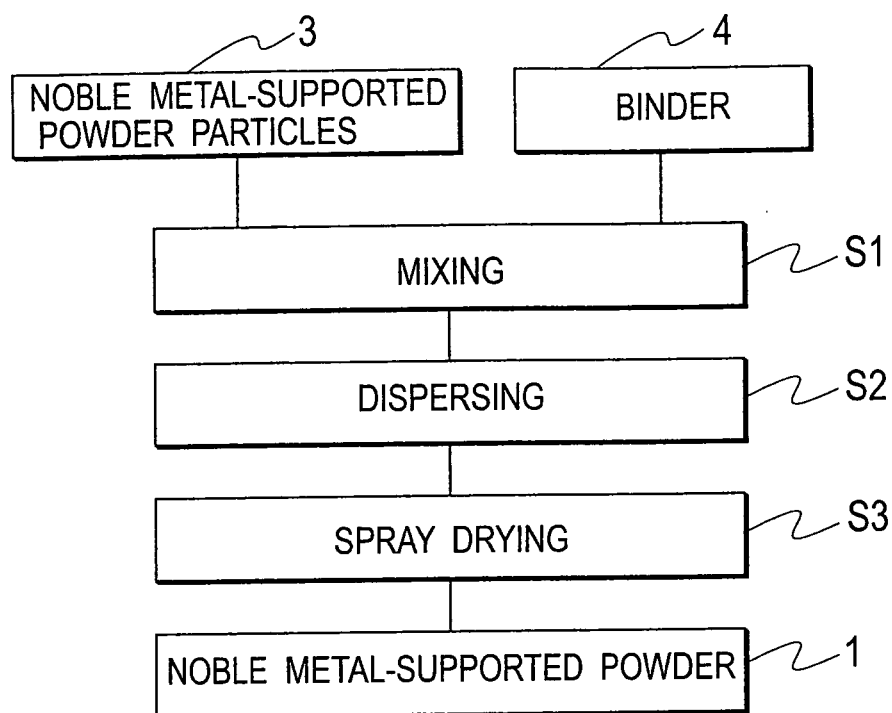 3
4
NOBLE METAL-SUPPORTED
POWDER PARTICLES
BINDER
MIXING
S1
DISPERSING
S2
SPRAY DRYING
S3
NOBLE METAL-SUPPORTED POWDER
1